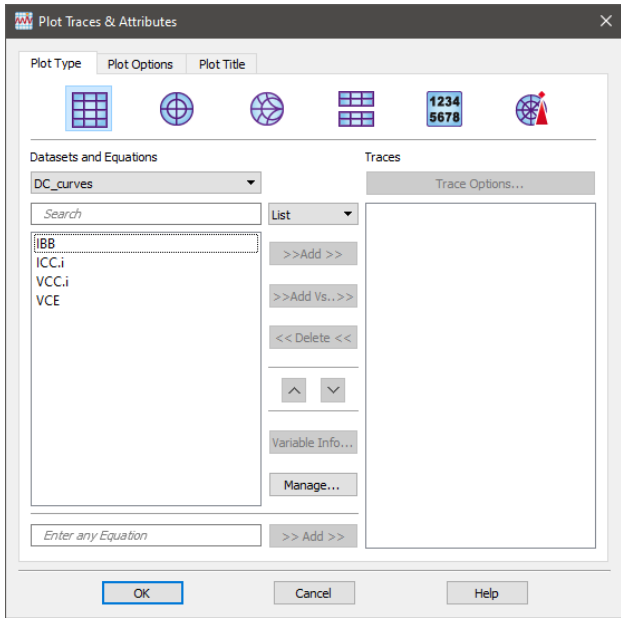 Plot Traces & Attributes
Plot Type Plot Options Plot Title
1234
5678
Datasets and Equations
Traces
DC_curves
Trace Options...
Search
List
IBB
ICC.i
VCC.i
VCE
>>Add >>
>>Add Vs..>>
<< Delete <<
Variable Info...
Manage...
Enter any Equation
>> Add >>
OK Cancel Help